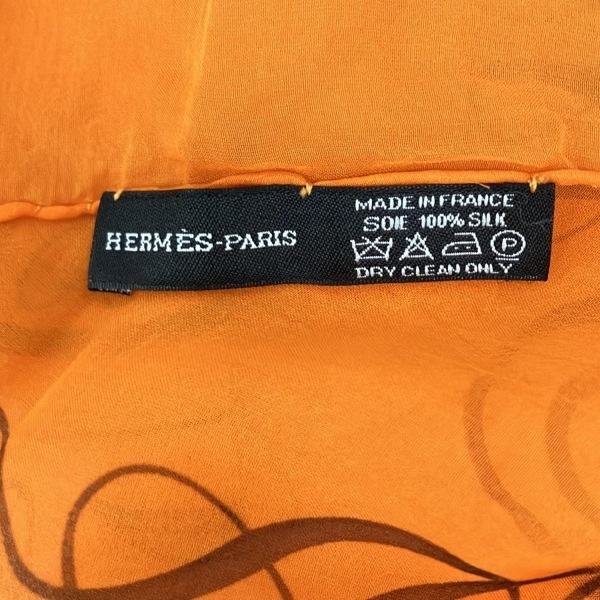 HERMÈS-PARIS
MADE IN FRANCE
SOIE 100% SILK
P
DRY CLEAN ONLY